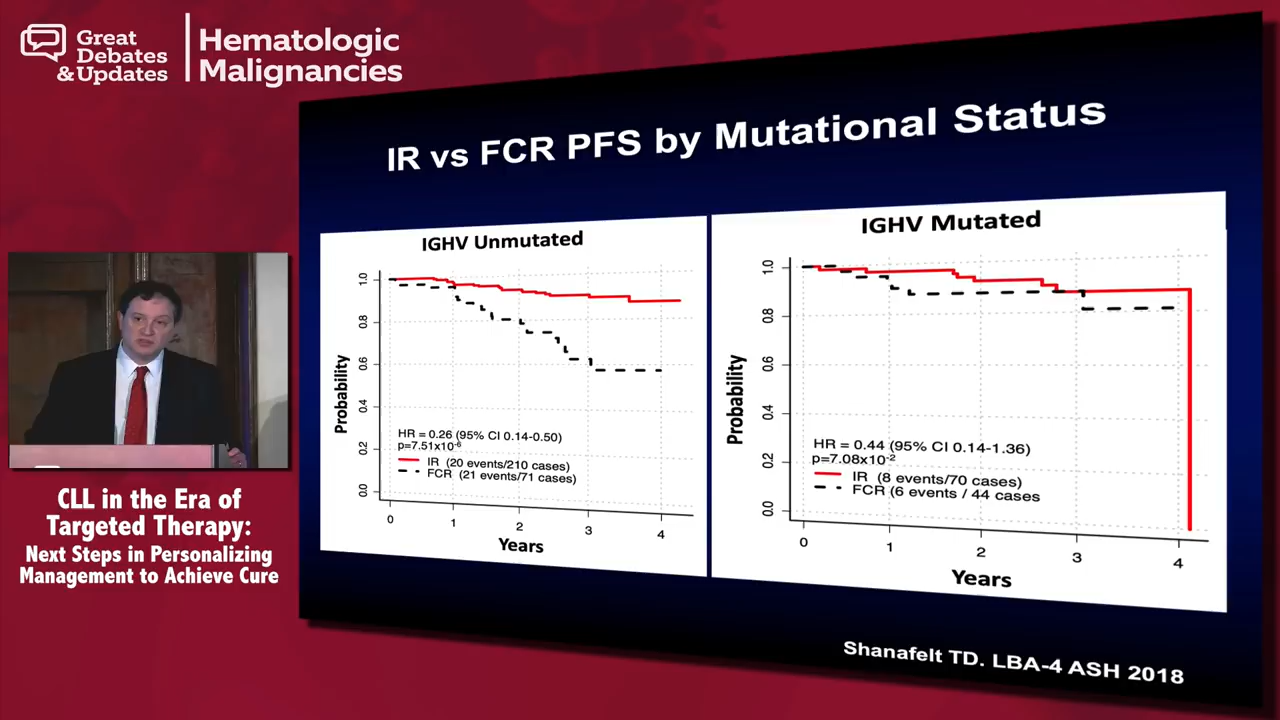 Great
Debates
& Updates
Hematologic
Malignancies
IR vs FCR PFS by Mutational Status
IGHV Unmutated
Probability
1.0
0.8
0.6
0.4
0.2
0.0
HR = 0.26 (95% CI 0.14-0.50)
p=7.51x10-6
IR (20 events/210 cases)
FCR (21 events/71 cases)
0 1 2 3 4
Years
IGHV Mutated
Probability
1.0
0.8
0.6
0.4
0.2
0.0
HR = 0.44 (95% CI 0.14-1.36)
p=7.08x10-2
IR (8 events/70 cases)
FCR (6 events / 44 cases
0 1 2 3 4
Years
Shanafelt TD. LBA-4 ASH 2018
CLL in the Era of
Targeted Therapy:
Next Steps in Personalizing
Management to Achieve Cure